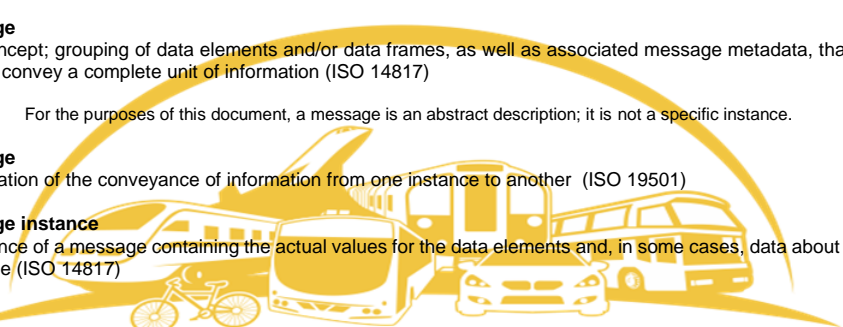 ge
ncept; grouping of data elements and/or data frames, as well as associated message metadata, tha
convey a complete unit of information (ISO 14817)
For the purposes of this document, a message is an abstract description; it is not a specific instance.
ge
ation of the conveyance of information from one instance to another (ISO 19501)
ge instance
nce of a message containing the actual values for the data elements and, in some cases, data about
e (ISO 14817)